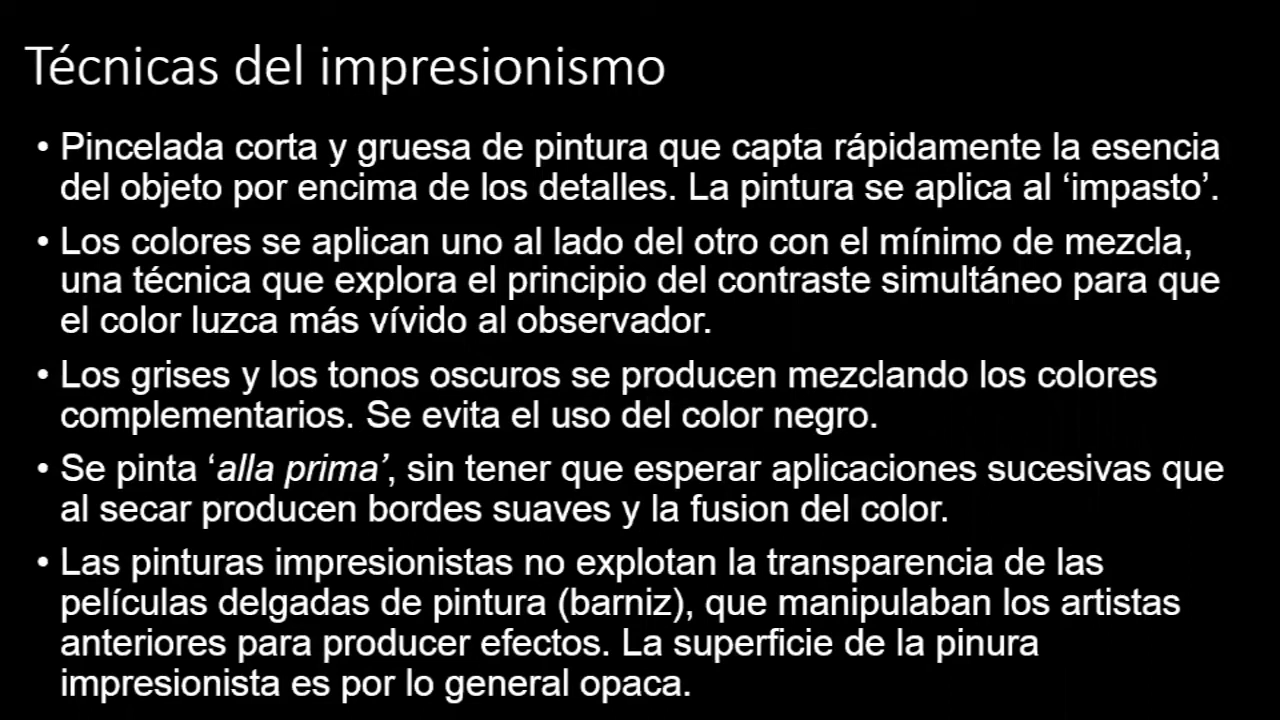 Técnicas del impresionismo
• Pincelada corta y gruesa de pintura que capta rápidamente la esencia
del objeto por encima de los detalles. La pintura se aplica al ‘impasto’.
• Los colores se aplican uno al lado del otro con el mínimo de mezcla,
una técnica que explora el principio del contraste simultáneo para que
el color luzca más vívido al observador.
• Los grises y los tonos oscuros se producen mezclando los colores
complementarios. Se evita el uso del color negro.
• Se pinta ‘alla prima’, sin tener que esperar aplicaciones sucesivas que
al secar producen bordes suaves y la fusion del color.
• Las pinturas impresionistas no explotan la transparencia de las
películas delgadas de pintura (barniz), que manipulaban los artistas
anteriores para producir efectos. La superficie de la pinura
impresionista es por lo general opaca.